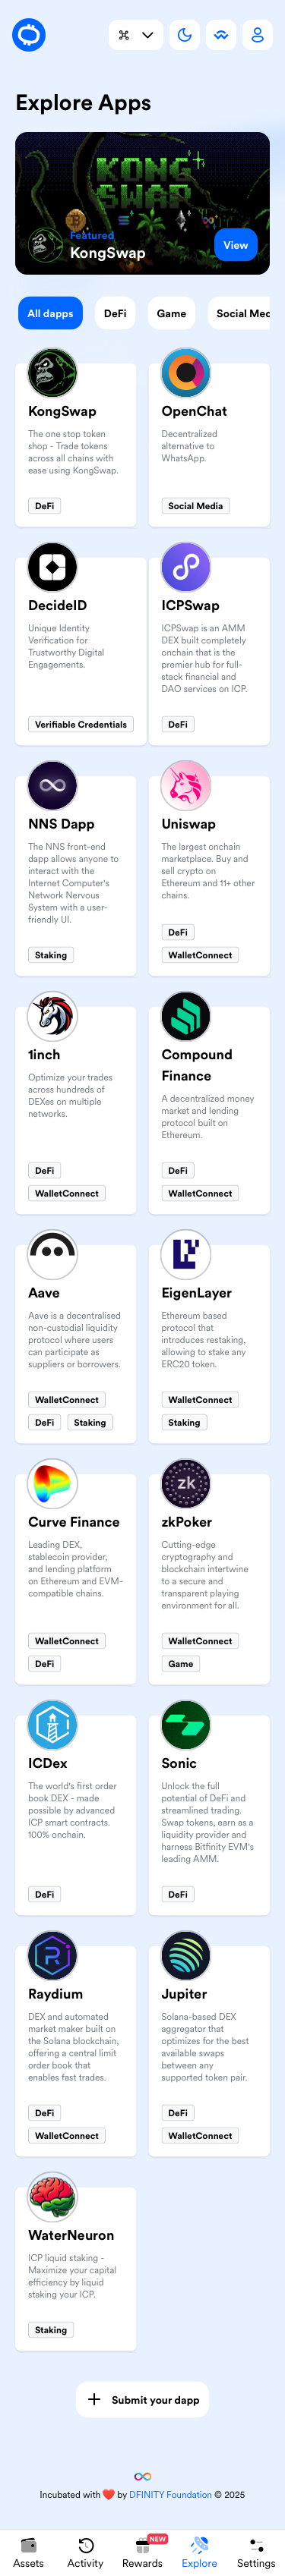 Explore Apps
KONG
SWAP
Featured
KongSwap
View
All dapps
DeFi
Game
Social Med
KongSwap
The one stop token
shop - Trade tokens
across all chains with
ease using KongSwap.
DeFi
OpenChat
Decentralized
alternative to
WhatsApp.
Social Media
DecideID
Unique Identity
Verification for
Trustworthy Digital
Engagements.
Verifiable Credentials
ICPSwap
ICPSwap is an AMM
DEX built completely
onchain that is the
premier hub for full-
stack financial and
DAO services on ICP.
DeFi
NNS Dapp
The NNS front-end
dapp allows anyone to
interact with the
Internet Computer's
Network Nervous
System with a user-
friendly UI.
Staking
Uniswap
The largest onchain
marketplace. Buy and
sell crypto on
Ethereum and 11+ other
chains.
DeFi
WalletConnect
1inch
Optimize your trades
across hundreds of
DEXes on multiple
networks.
DeFi
WalletConnect
Compound
Finance
A decentralized money
market and lending
protocol built on
Ethereum.
DeFi
WalletConnect
Aave
Aave is a decentralised
non-custodial liquidity
protocol where users
can participate as
suppliers or borrowers.
WalletConnect
DeFi
Staking
EigenLayer
Ethereum based
protocol that
introduces restaking,
allowing to stake any
ERC20 token.
WalletConnect
Staking
Curve Finance
Leading DEX,
stablecoin provider,
and lending platform
on Ethereum and EVM-
compatible chains.
WalletConnect
DeFi
zk
zkPoker
Cutting-edge
cryptography and
blockchain intertwine
to a secure and
transparent playing
environment for all.
WalletConnect
Game
ICDex
The world's first order
book DEX - made
possible by advanced
ICP smart contracts.
100% onchain.
DeFi
Sonic
Unlock the full
potential of DeFi and
streamlined trading.
Swap tokens, earn as a
liquidity provider and
harness Bitfinity EVM's
leading AMM.
DeFi
Raydium
DEX and automated
market maker built on
the Solana blockchain,
offering a central limit
order book that
enables fast trades.
DeFi
WalletConnect
Jupiter
Solana-based DEX
aggregator that
optimizes for the best
available swaps
between any
supported token pair.
DeFi
WalletConnect
WaterNeuron
ICP liquid staking -
Maximize your capital
efficiency by liquid
staking your ICP.
Staking
Submit your dapp
Incubated with ❤️ by DFINITY Foundation © 2025
NEW
Assets
Activity
Rewards
Explore
Settings